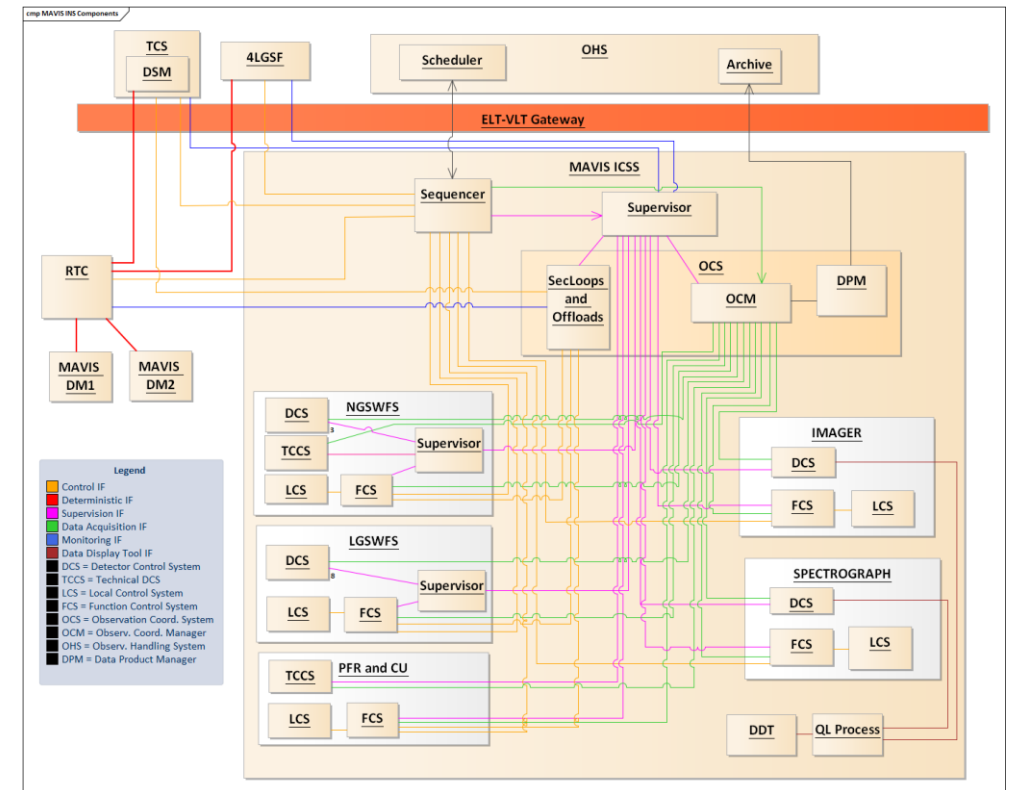 cmp MAVIS INS Components
TCS
DSM
4LGSF
OHS
Scheduler
Archive
ELT-VLT Gateway
MAVIS ICSS
Sequencer
Supervisor
RTC
OCS
SecLoops
and
Offloads
OCM
DPM
MAVIS
DM1
MAVIS
DM2
NGSWFS
DCS
3
TCCS
Supervisor
LCS
FCS
IMAGER
DCS
FCS
LCS
Legend
Control IF
Deterministic IF
Supervision IF
Data Acquisition IF
Monitoring IF
Data Display Tool IF
DCS = Detector Control System
TCCS = Technical DCS
LCS = Local Control System
FCS = Function Control System
OCS = Observation Coord. System
OCM = Observ. Coord. Manager
OHS = Observ. Handling System
DPM = Data Product Manager
LGSWFS
DCS
8
Supervisor
LCS
FCS
SPECTROGRAPH
DCS
FCS
LCS
PFR and CU
TCCS
LCS
FCS
DDT
QL Process